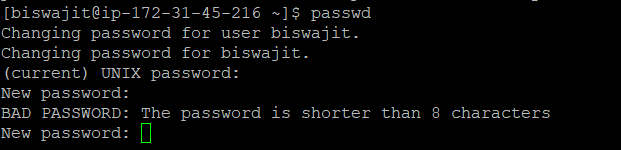 [biswajit@ip-172-31-45-216 ~]$ passwd
Changing password for user biswajit.
Changing password for biswajit.
(current) UNIX password:
New password:
BAD PASSWORD: The password is shorter than 8 characters
New password: